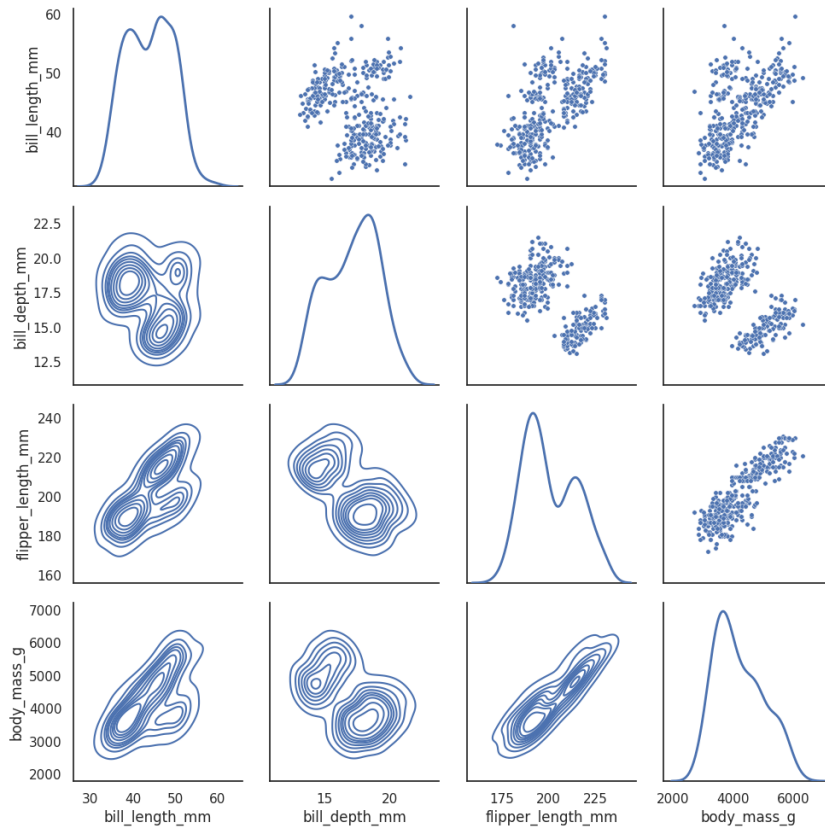 60
50
40
bill_length_mm
22.5
20.0
17.5
15.0
12.5
bill_depth_mm
240
220
200
180
160
flipper_length_mm
7000
6000
5000
4000
3000
2000
body_mass_g
30 40 50 60
bill_length_mm
15 20
bill_depth_mm
175 200 225
flipper_length_mm
2000 4000 6000
body_mass_g